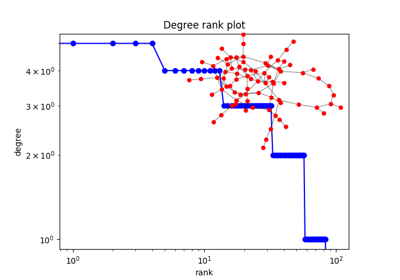 Degree rank plot
degree
4 × 10⁰
3 × 10⁰
2 × 10⁰
10⁰
10⁰
10¹
10²
rank